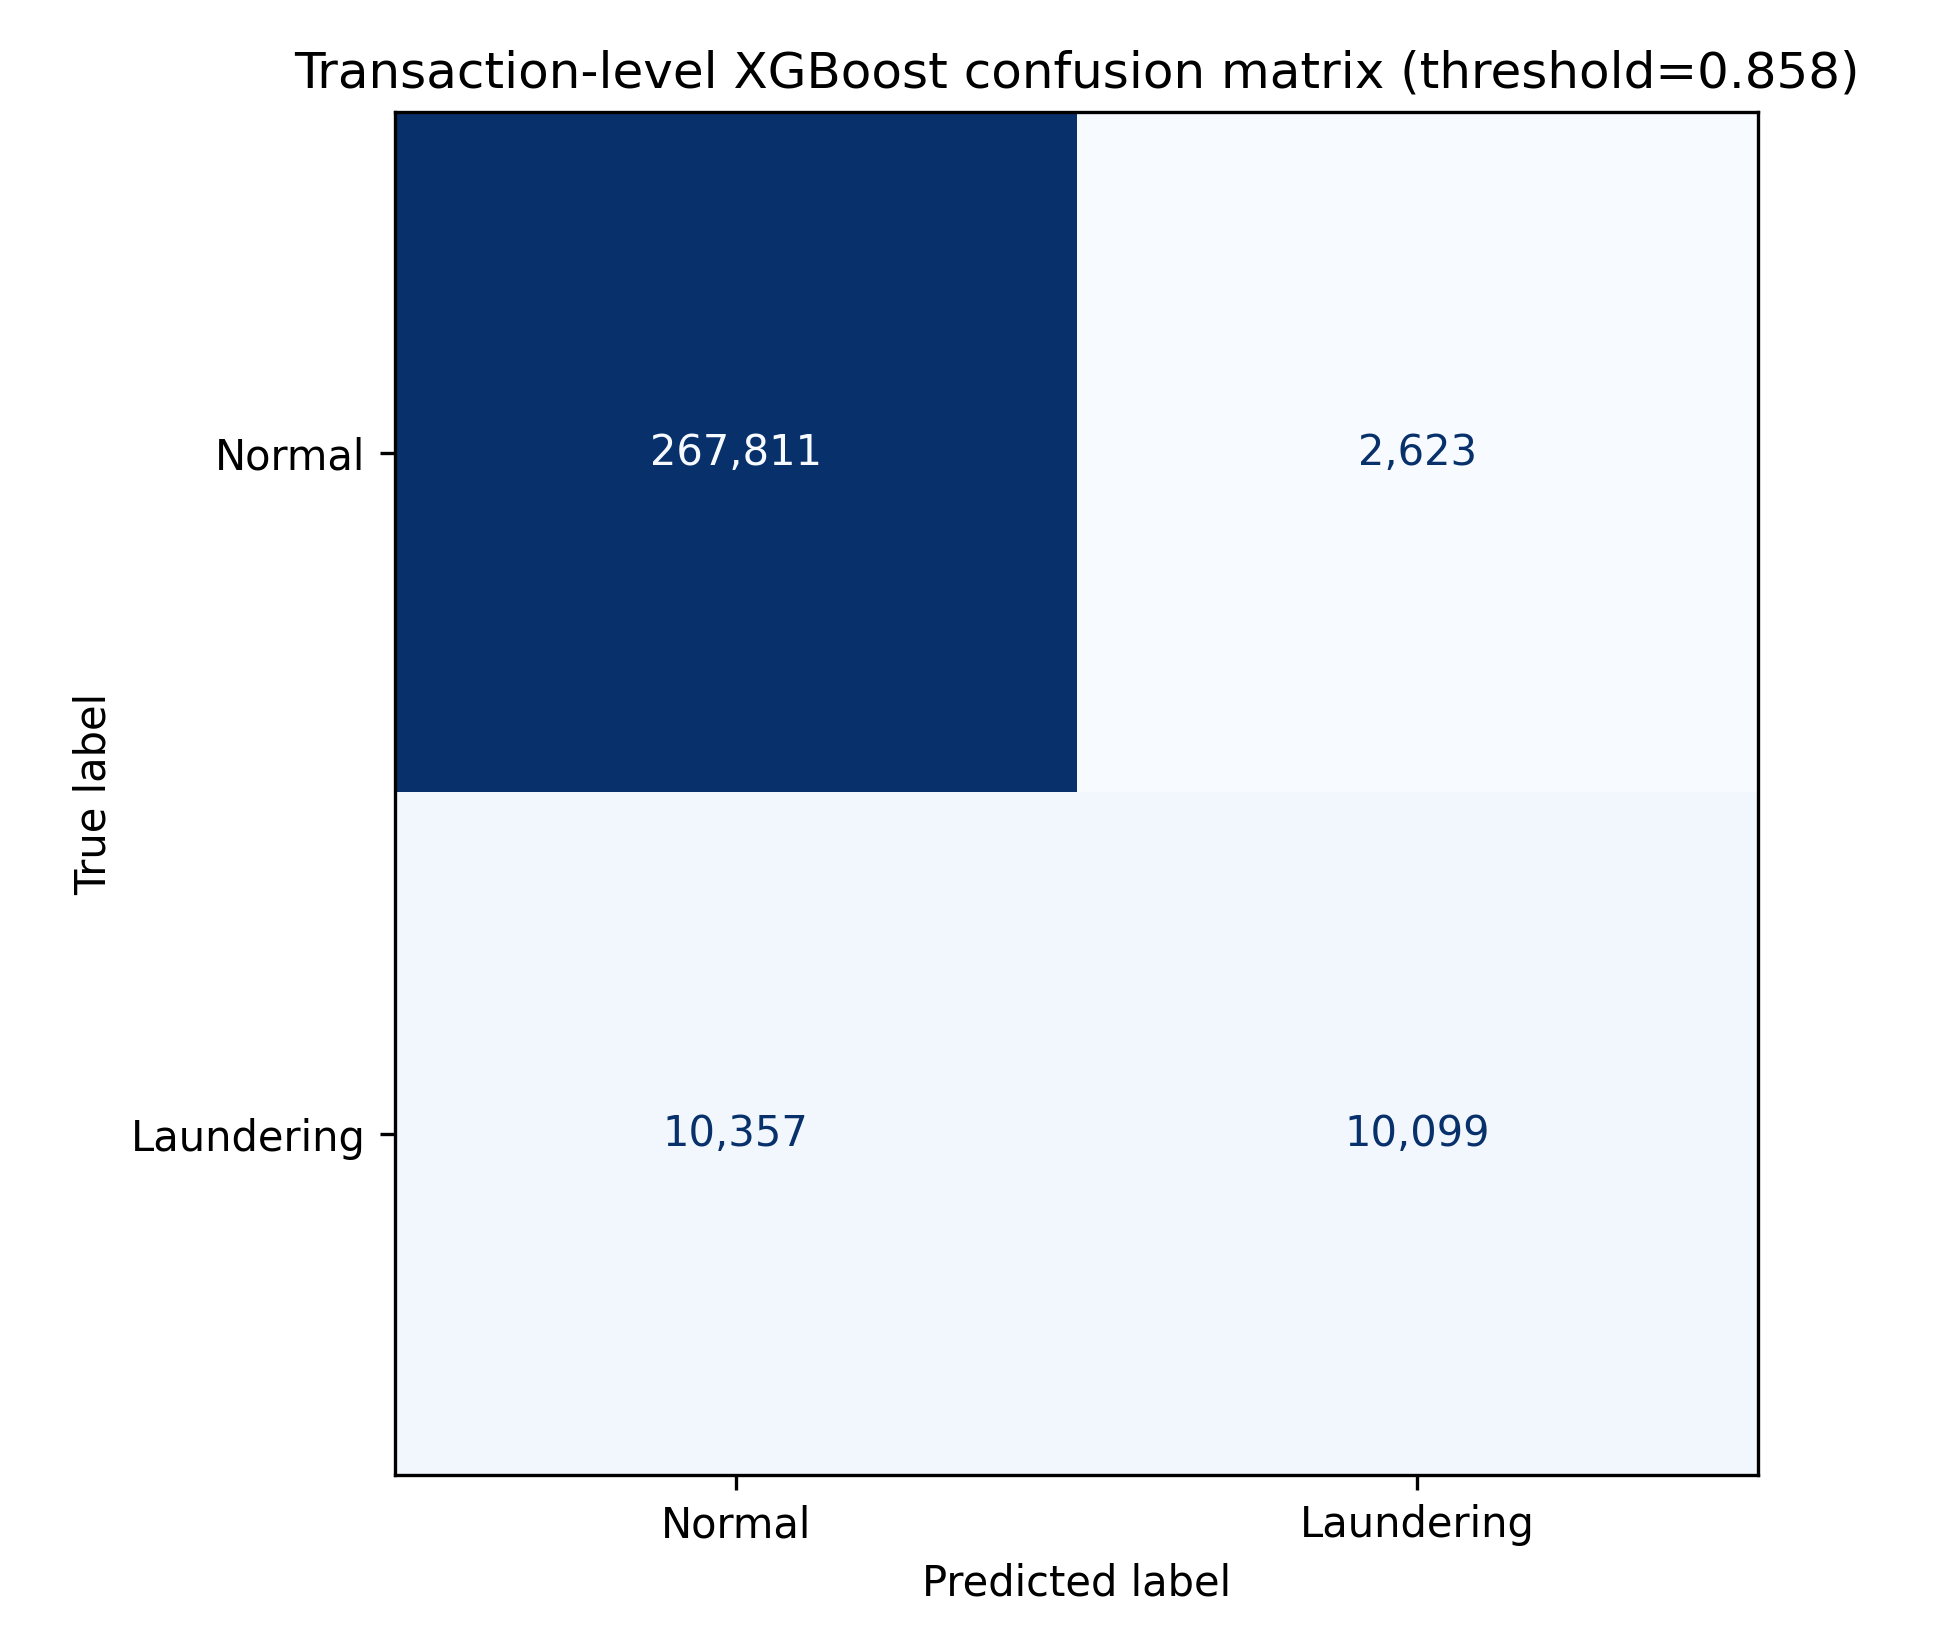 Transaction-level XGBoost confusion matrix (threshold=0.858)
Normal
267,811
2,623
True label
Laundering
10,357
10,099
Normal
Laundering
Predicted label